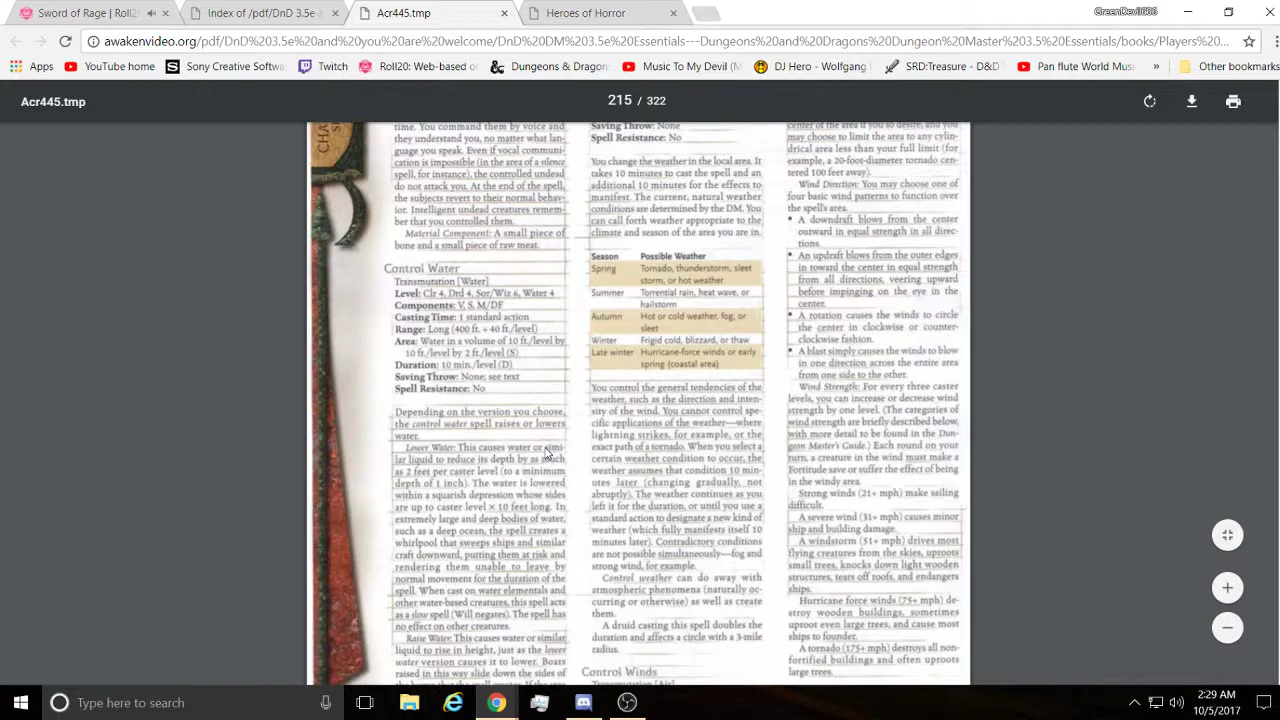 Sword of Rage | Roll2
Index of /pdf/DnD 3.5e a
Acr445.tmp
Heroes of Horror
GreenDevil686
awakenvideo.org/pdf/DnD%203.5e%20and%20you%20are%20welcome/DnD%20DM%203.5e%20Essentials---Dungeons%20and%20Dragons%20Dungeon%20Master%203.5%20Essentials/books/Players%20...
Apps
YouTube home
Sony Creative Softwa
Twitch
Roll20: Web-based o
Dungeons & Dragon
Music To My Devil (M
DJ Hero - Wolfgang
SRD:Treasure - D&D
Pan flute World Musi
»
Other bookmarks
Acr445.tmp
215 / 322
time. You command them by voice and
they understand you, no matter what lan-
guage you speak. Even if vocal communi-
cation is impossible (in the area of a silence
spell, for instance), the controlled undead
do not attack you. At the end of the spell,
the subjects revert to their normal behav-
ior. Intelligent undead creatures remem-
ber that you controlled them.
Material Component: A small piece of
bone and a small piece of raw meat.
Control Water
Transmutation [Water]
Level: Clr 4, Drd 4, Sor/Wiz 6, Water 4
Components: V, S, M/DF
Casting Time: 1 standard action
Range: Long (400 ft. + 40 ft./level)
Area: Water in a volume of 10 ft./level by
10 ft./level by 2 ft./level (S)
Duration: 10 min./level (D)
Saving Throw: None; see text
Spell Resistance: No
Depending on the version you choose,
the control water spell raises or lowers
water.
Lower Water: This causes water or simi-
lar liquid to reduce its depth by as much
as 2 feet per caster level (to a minimum
depth of 1 inch). The water is lowered
within a squarish depression whose sides
are up to caster level × 10 feet long. In
extremely large and deep bodies of water,
such as a deep ocean, the spell creates a
whirlpool that sweeps ships and similar
craft downward, putting them at risk and
rendering them unable to leave by
normal movement for the duration of the
spell. When cast on water elementals and
other water-based creatures, this spell acts
as a slow spell (Will negates). The spell has
no effect on other creatures.
Raise Water: This causes water or similar
liquid to rise in height, just as the lower
water version causes it to lower. Boats
raised in this way slide down the sides of
Saving Throw: None
Spell Resistance: No
You change the weather in the local area. It
takes 10 minutes to cast the spell and an
additional 10 minutes for the effects to
manifest. The current, natural weather
conditions are determined by the DM. You
can call forth weather appropriate to the
climate and season of the area you are in.
Season Possible Weather
Spring Tornado, thunderstorm, sleet
storm, or hot weather
Summer Torrential rain, heat wave, or
hailstorm
Autumn Hot or cold weather, fog, or
sleet
Winter Frigid cold, blizzard, or thaw
Late winter Hurricane-force winds or early
spring (coastal area)
You control the general tendencies of the
weather, such as the direction and inten-
sity of the wind. You cannot control spe-
cific applications of the weather—where
lightning strikes, for example, or the
exact path of a tornado. When you select a
certain weather condition to occur, the
weather assumes that condition 10 min-
utes later (changing gradually, not
abruptly). The weather continues as you
left it for the duration, or until you use a
standard action to designate a new kind of
weather (which fully manifests itself 10
minutes later). Contradictory conditions
are not possible simultaneously—fog and
strong wind, for example.
Control weather can do away with
atmospheric phenomena (naturally oc-
curring or otherwise) as well as create
them.
A druid casting this spell doubles the
duration and affects a circle with a 3-mile
radius.
Control Winds
Transmutation [Air]
center of the area if you so desire, and you
may choose to limit the area to any cylin-
drical area less than your full limit (for
example, a 20-foot-diameter tornado cen-
tered 100 feet away).
Wind Direction: You may choose one of
four basic wind patterns to function over
the spell's area.
• A downdraft blows from the center
outward in equal strength in all direc-
tions.
• An updraft blows from the outer edges
in toward the center in equal strength
from all directions, veering upward
before impinging on the eye in the
center.
• A rotation causes the winds to circle
the center in clockwise or counter-
clockwise fashion.
• A blast simply causes the winds to blow
in one direction across the entire area
from one side to the other.
Wind Strength: For every three caster
levels, you can increase or decrease wind
strength by one level. (The categories of
wind strength are briefly described below,
with more detail to be found in the Dun-
geon Master's Guide.) Each round on your
turn, a creature in the wind must make a
Fortitude save or suffer the effect of being
in the windy area.
Strong winds (21+ mph) make sailing
difficult.
A severe wind (31+ mph) causes minor
ship and building damage.
A windstorm (51+ mph) drives most
flying creatures from the skies, uproots
small trees, knocks down light wooden
structures, tears off roofs, and endangers
ships.
Hurricane force winds (75+ mph) de-
stroy wooden buildings, sometimes
uproot even large trees, and cause most
ships to founder.
A tornado (175+ mph) destroys all non-
fortified buildings and often uproots
large trees.
Type here to search
2:29 AM
10/5/2017